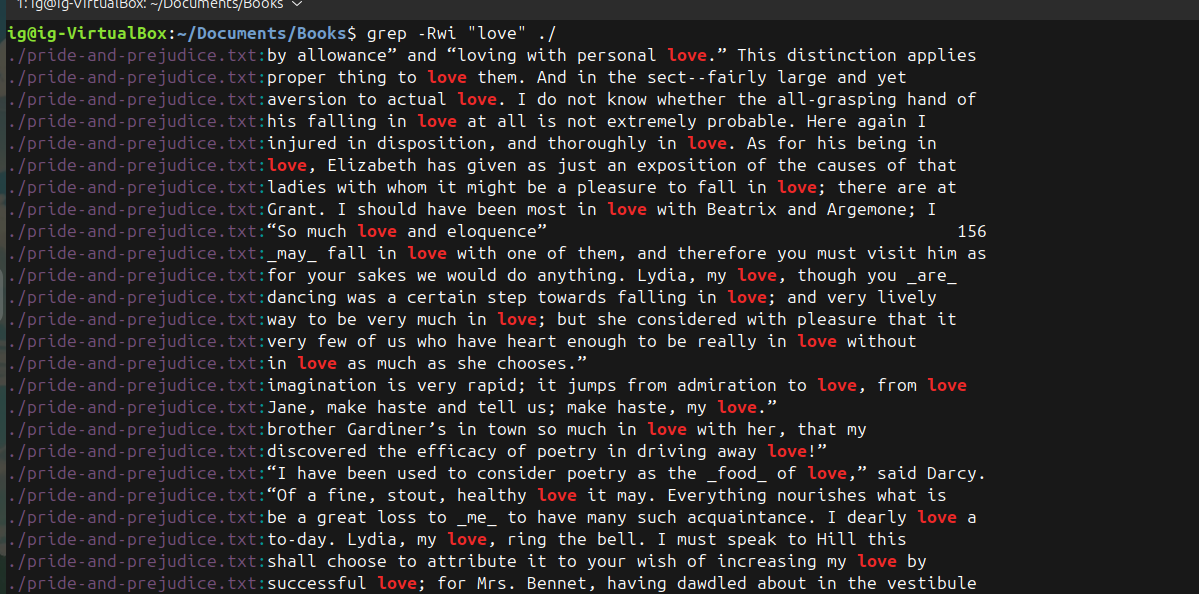 1: ig@ig-VirtualBox: ~/Documents/Books
ig@ig-VirtualBox:~/Documents/Books$ grep -Rwi "love" ./
./pride-and-prejudice.txt:by allowance” and “loving with personal love.” This distinction applies
./pride-and-prejudice.txt:proper thing to love them. And in the sect--fairly large and yet
./pride-and-prejudice.txt:aversion to actual love. I do not know whether the all-grasping hand of
./pride-and-prejudice.txt:his falling in love at all is not extremely probable. Here again I
./pride-and-prejudice.txt:injured in disposition, and thoroughly in love. As for his being in
./pride-and-prejudice.txt:love, Elizabeth has given as just an exposition of the causes of that
./pride-and-prejudice.txt:ladies with whom it might be a pleasure to fall in love; there are at
./pride-and-prejudice.txt:Grant. I should have been most in love with Beatrix and Argemone; I
./pride-and-prejudice.txt:“So much love and eloquence” 156
./pride-and-prejudice.txt:_may_ fall in love with one of them, and therefore you must visit him as
./pride-and-prejudice.txt:for your sakes we would do anything. Lydia, my love, though you _are_
./pride-and-prejudice.txt:dancing was a certain step towards falling in love; and very lively
./pride-and-prejudice.txt:way to be very much in love; but she considered with pleasure that it
./pride-and-prejudice.txt:very few of us who have heart enough to be really in love without
./pride-and-prejudice.txt:in love as much as she chooses.”
./pride-and-prejudice.txt:imagination is very rapid; it jumps from admiration to love, from love
./pride-and-prejudice.txt:Jane, make haste and tell us; make haste, my love.”
./pride-and-prejudice.txt:brother Gardiner’s in town so much in love with her, that my
./pride-and-prejudice.txt:discovered the efficacy of poetry in driving away love!”
./pride-and-prejudice.txt:“I have been used to consider poetry as the _food_ of love,” said Darcy.
./pride-and-prejudice.txt:“Of a fine, stout, healthy love it may. Everything nourishes what is
./pride-and-prejudice.txt:be a great loss to _me_ to have many such acquaintance. I dearly love a
./pride-and-prejudice.txt:to-day. Lydia, my love, ring the bell. I must speak to Hill this
./pride-and-prejudice.txt:shall choose to attribute it to your wish of increasing my love by
./pride-and-prejudice.txt:successful love; for Mrs. Bennet, having dawdled about in the vestibule